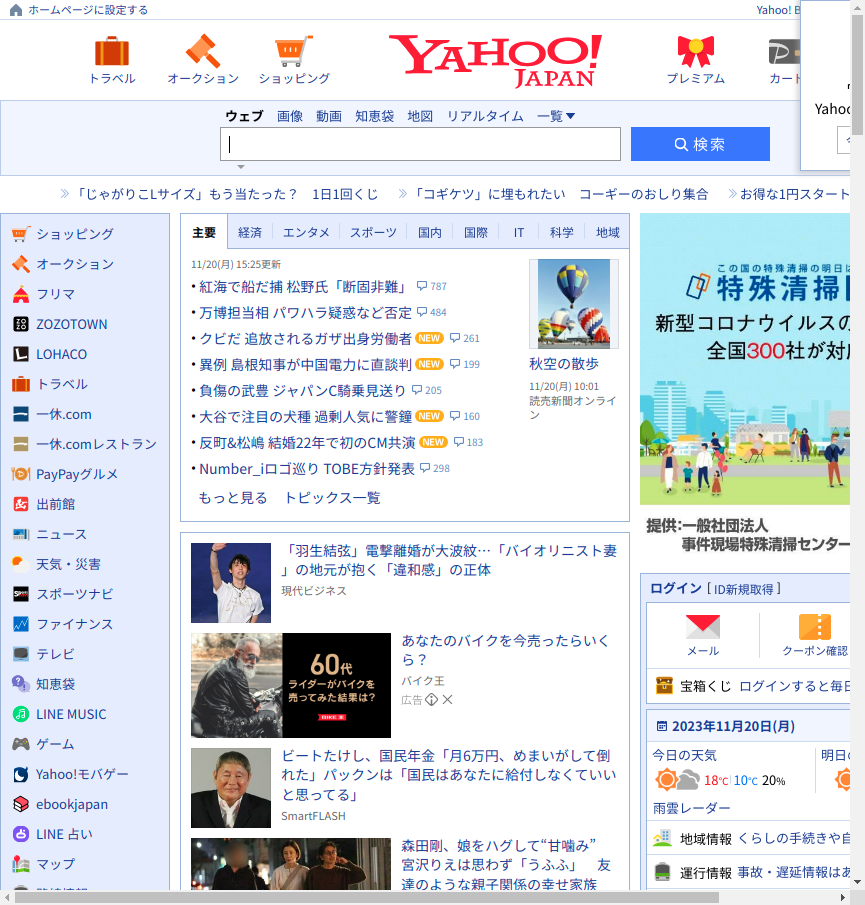 ホームページに設定する
Yahoo! B
トラベル
オークション
ショッピング
YAHOO!
JAPAN
プレミアム
カード
Yahoo
ウェブ 画像 動画 知恵袋 地図 リアルタイム 一覧▼
検索
「じゃがりこLサイズ」もう当たった？ 1日1回くじ
「コギケツ」に埋もれたい コーギーのおしり集合
お得な1円スタート
ショッピング
オークション
フリマ
ZOZOTOWN
LOHACO
トラベル
一休.com
一休.comレストラン
PayPayグルメ
出前館
ニュース
天気・災害
スポーツナビ
ファイナンス
テレビ
知恵袋
LINE MUSIC
ゲーム
Yahoo!モバゲー
ebookjapan
LINE 占い
マップ
主要 経済 エンタメ スポーツ 国内 国際 IT 科学 地域
11/20(月) 15:25更新
紅海で船だ捕 松野氏「断固非難」 787
万博担当相 パワハラ疑惑など否定 484
クビだ 追放されるガザ出身労働者 NEW 261
異例 島根知事が中国電力に直談判 NEW 199
負傷の武豊 ジャパンC騎乗見送り 205
大谷で注目の犬種 過剰人気に警鐘 NEW 160
反町&松嶋 結婚22年で初のCM共演 NEW 183
Number_iロゴ巡り TOBE方針発表 298
もっと見る トピックス一覧
秋空の散歩
11/20(月) 10:01
読売新聞オンライ
ン
「羽生結弦」電撃離婚が大波紋…「バイオリニスト妻
」の地元が抱く「違和感」の正体
現代ビジネス
60代
ライダーがバイクを
売ってみた結果は？
あなたのバイクを今売ったらいく
ら？
バイク王
広告
ビートたけし、国民年金「月6万円、めまいがして倒
れた」パックンは「国民はあなたに給付しなくていい
と思ってる」
SmartFLASH
森田剛、娘をハグして“甘噛み”
宮沢りえは思わず「うふふ」 友
達のような親子関係の幸せ家族
この国の特殊清掃の明日は
特殊清掃
新型コロナウイルスの
全国300社が対
提供:一般社団法人
事件現場特殊清掃センター
ログイン [ ID新規取得 ]
メール
クーポン確認
宝箱くじ ログインすると毎日
2023年11月20日(月)
今日の天気
明日の
18℃ 10℃ 20%
雨雲レーダー
地域情報 くらしの手続きや自
運行情報 事故・遅延情報はあ